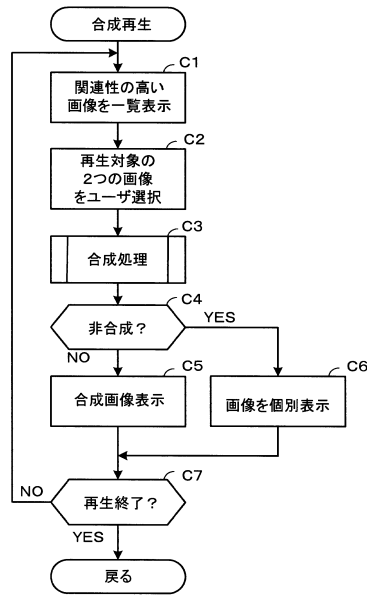 合成再生
C1
関連性の高い
画像を一覧表示
C2
再生対象の
2つの画像
をユーザ選択
C3
合成処理
C4
非合成？
YES
NO
C5
合成画像表示
C6
画像を個別表示
C7
再生終了？
NO
YES
戻る